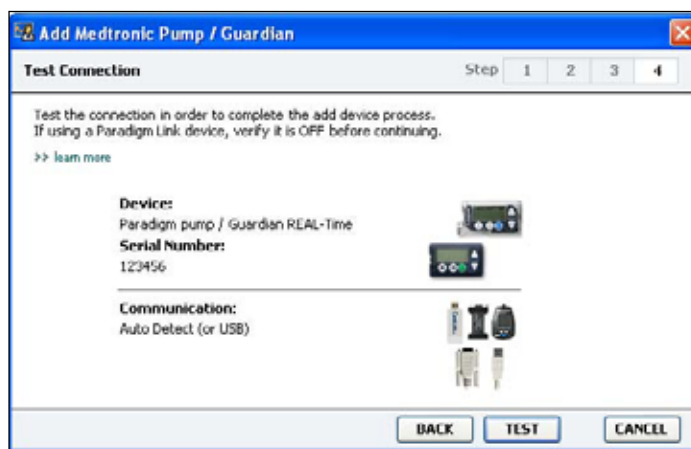 Add Medtronic Pump / Guardian
Test Connection Step 1 2 3 4
Test the connection in order to complete the add device process.
If using a Paradigm Link device, verify it is OFF before continuing.
>> learn more
Device:
Paradigm pump / Guardian REAL-Time
Serial Number:
123456
Communication:
Auto Detect (or USB)
BACK TEST CANCEL